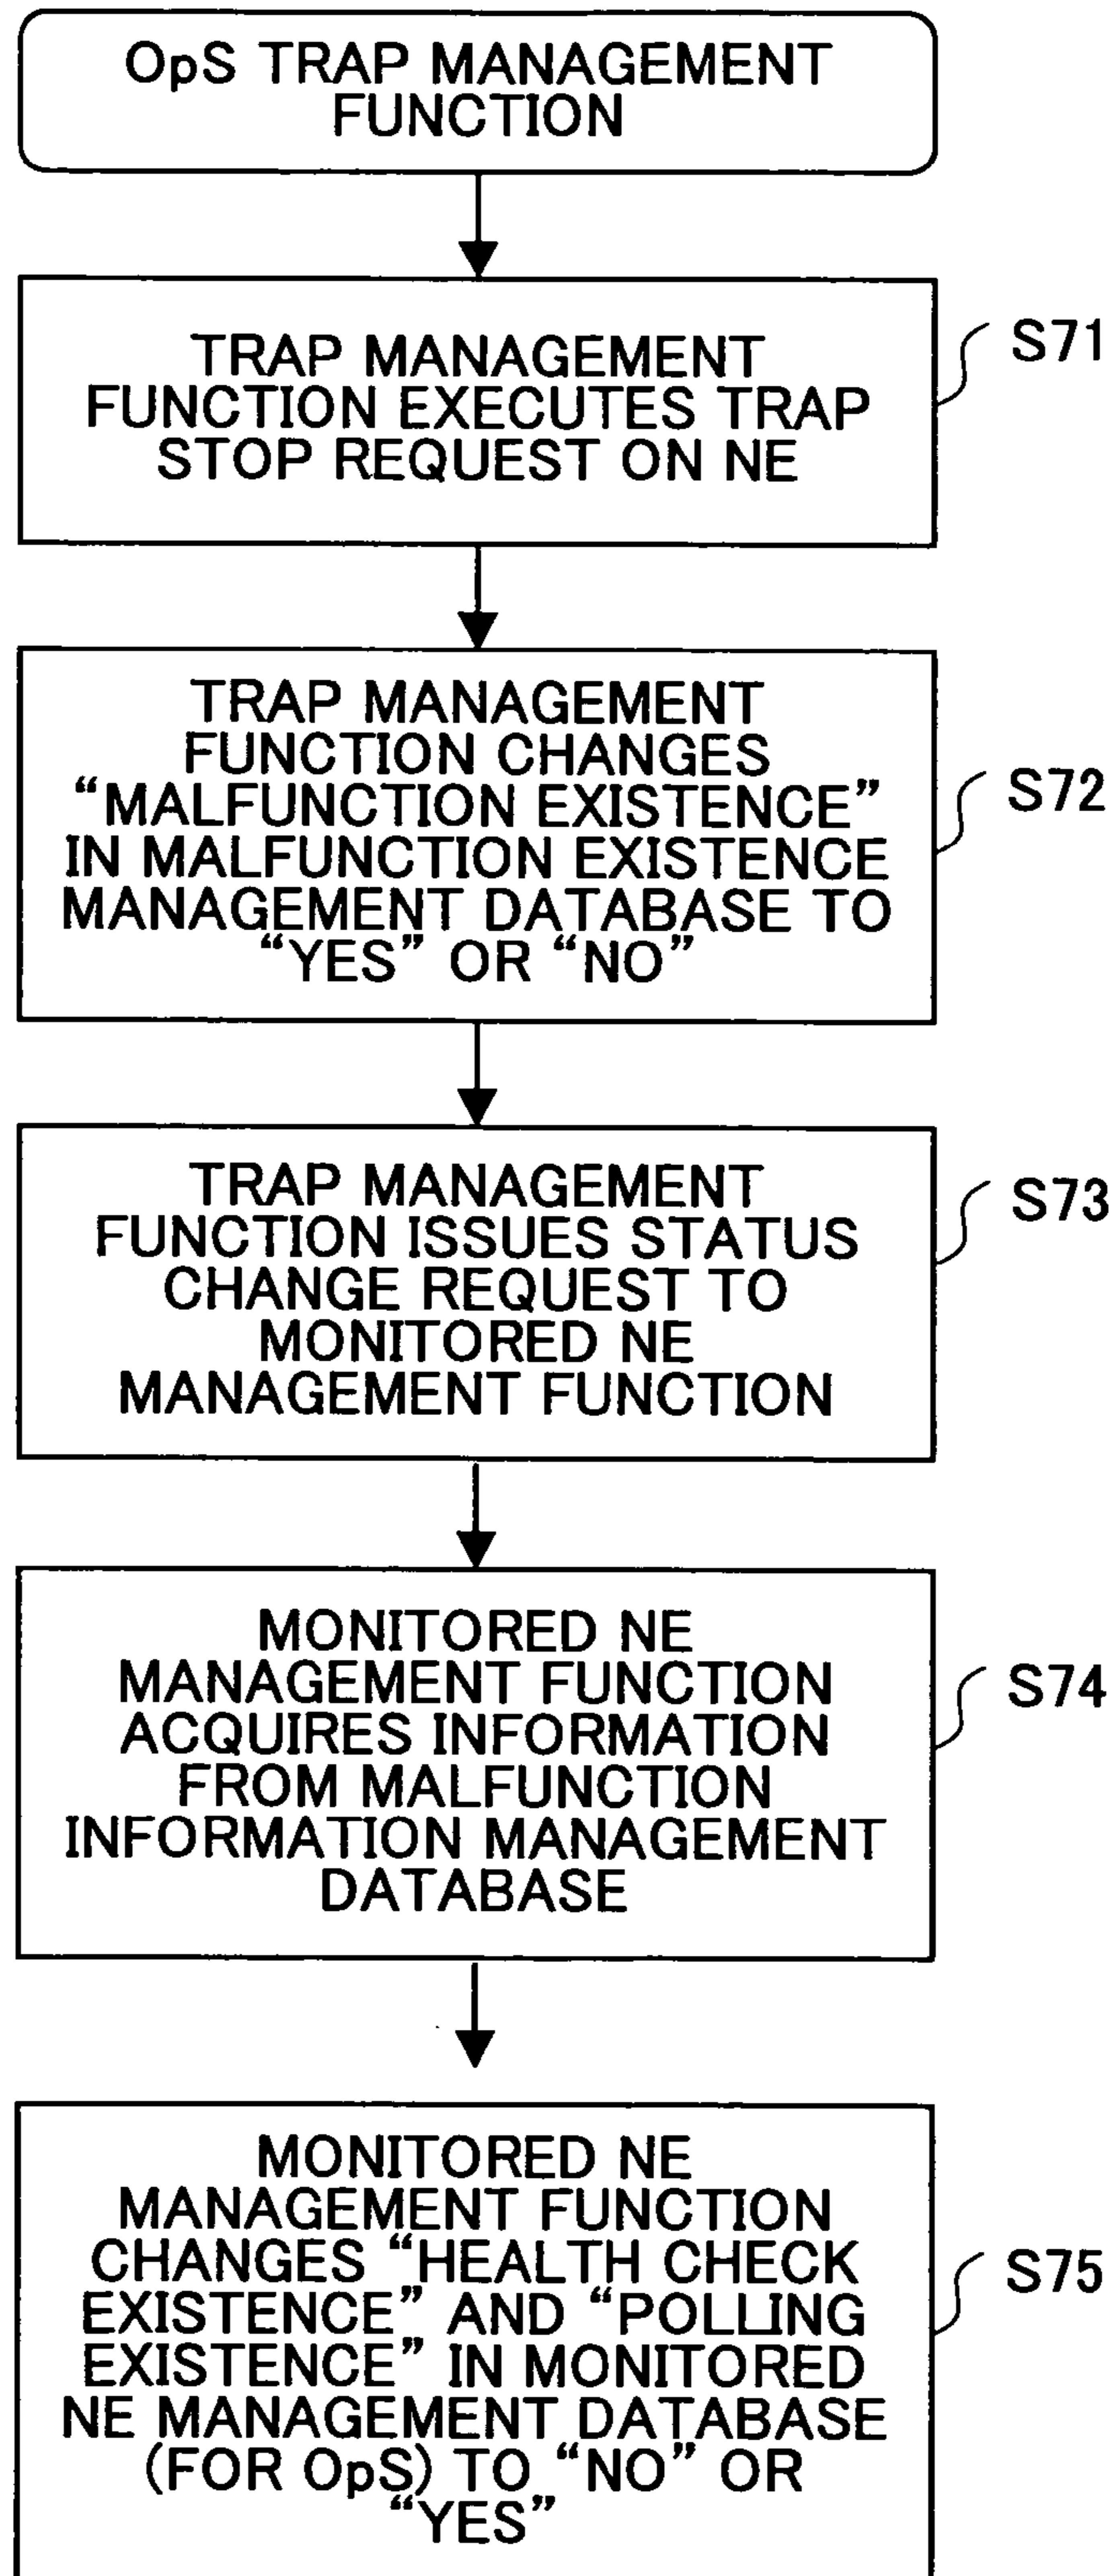 OpS TRAP MANAGEMENT
FUNCTION
TRAP MANAGEMENT
FUNCTION EXECUTES TRAP
STOP REQUEST ON NE
S71
TRAP MANAGEMENT
FUNCTION CHANGES
“MALFUNCTION EXISTENCE”
IN MALFUNCTION EXISTENCE
MANAGEMENT DATABASE TO
“YES” OR “NO”
S72
TRAP MANAGEMENT
FUNCTION ISSUES STATUS
CHANGE REQUEST TO
MONITORED NE
MANAGEMENT FUNCTION
S73
MONITORED NE
MANAGEMENT FUNCTION
ACQUIRES INFORMATION
FROM MALFUNCTION
INFORMATION MANAGEMENT
DATABASE
S74
MONITORED NE
MANAGEMENT FUNCTION
CHANGES “HEALTH CHECK
EXISTENCE” AND “POLLING
EXISTENCE” IN MONITORED
NE MANAGEMENT DATABASE
(FOR OpS) TO “NO” OR
“YES”
S75